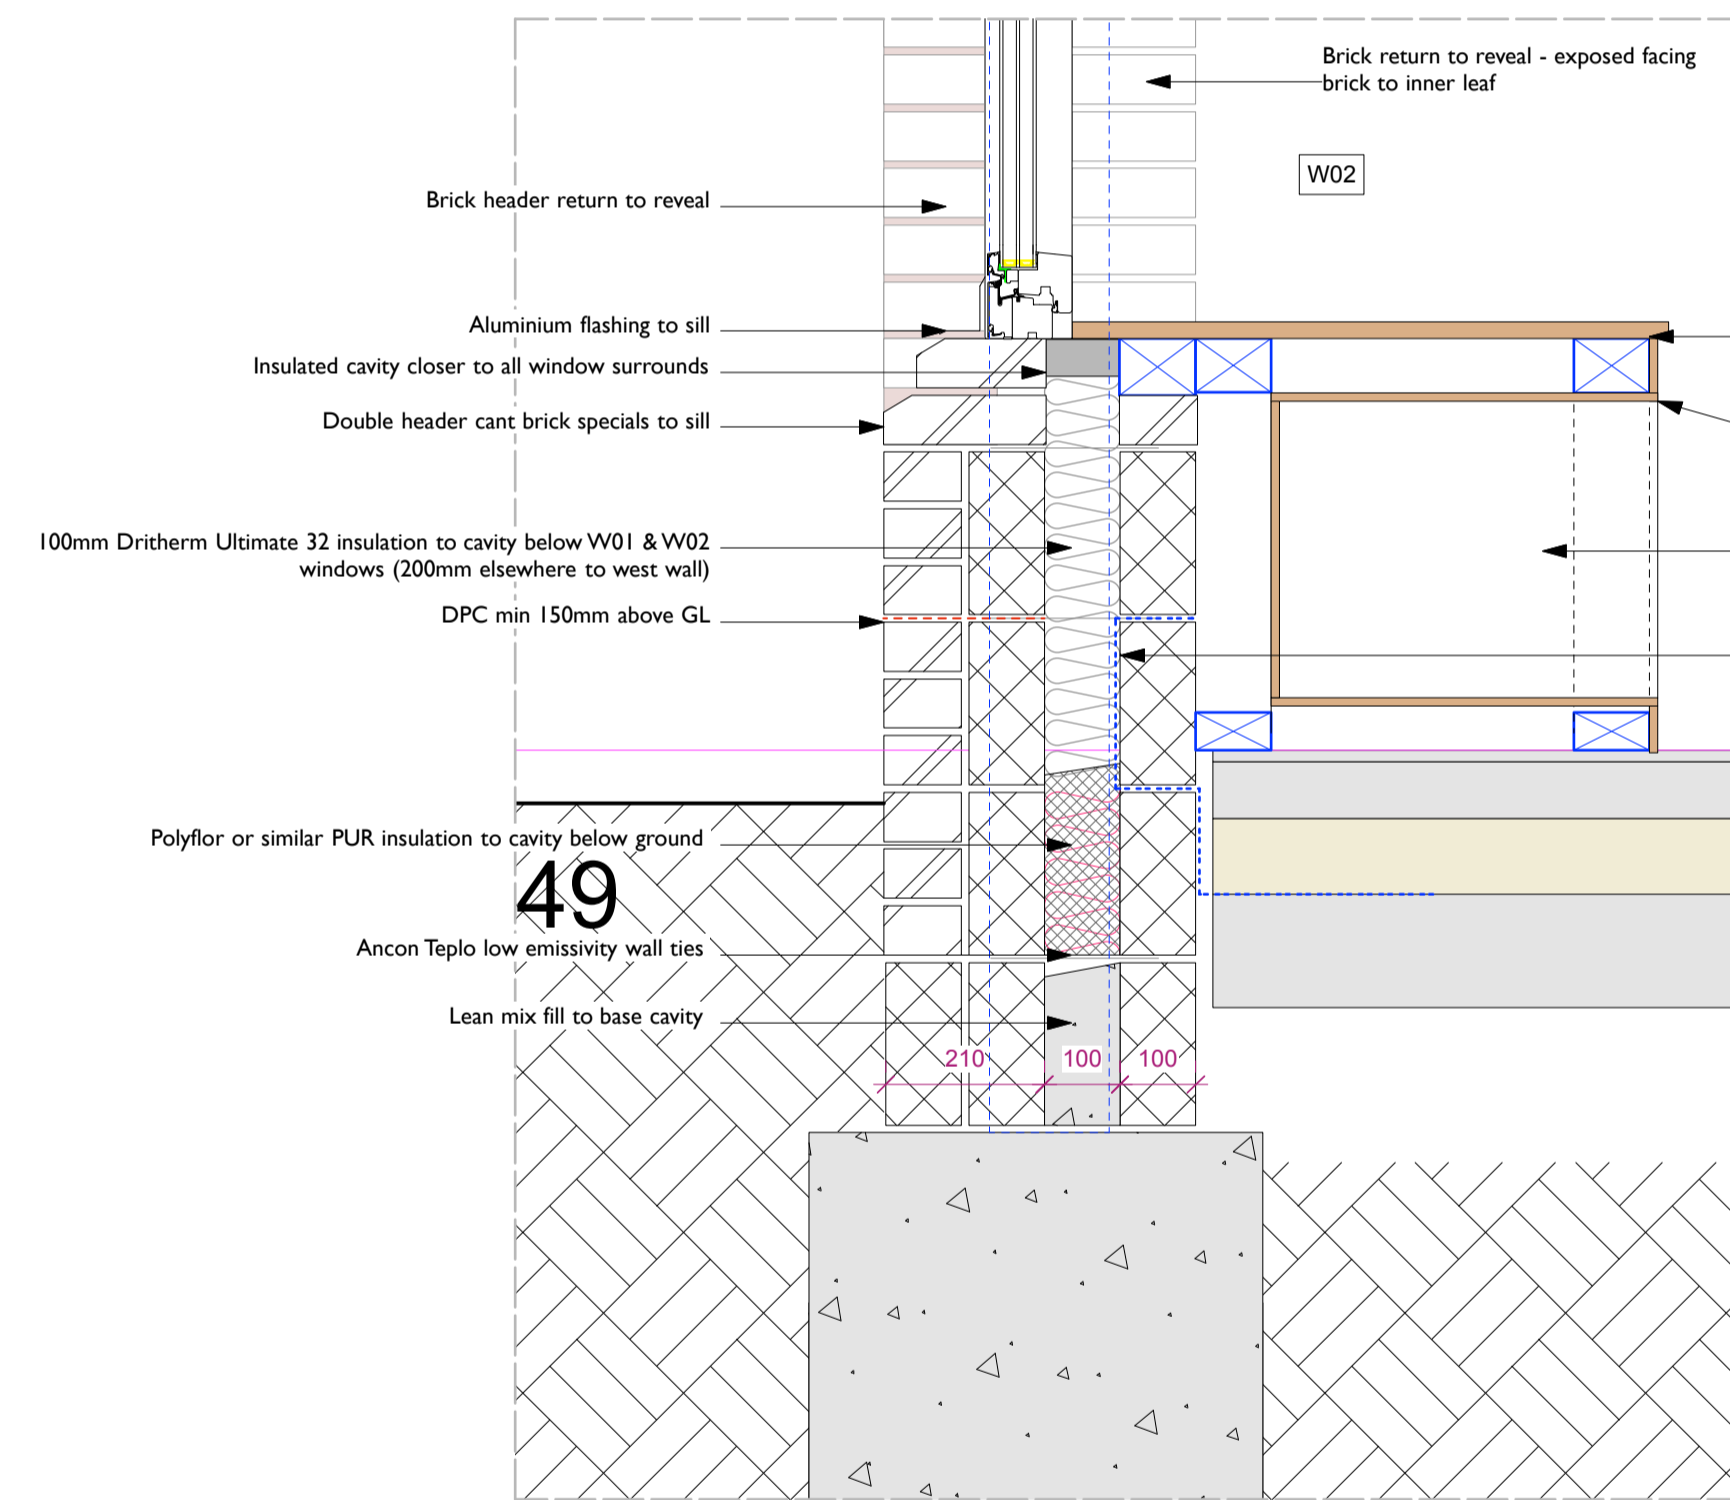 Brick return to reveal - exposed facing
brick to inner leaf
W02
Brick header return to reveal
Aluminium flashing to sill
Insulated cavity closer to all window surrounds
Double header cant brick specials to sill
100mm Dritherm Ultimate 32 insulation to cavity below W01 & W02
windows (200mm elsewhere to west wall)
DPC min 150mm above GL
Polyflor or similar PUR insulation to cavity below ground
49
Ancon Teplo low emissivity wall ties
Lean mix fill to base cavity
210 100 100